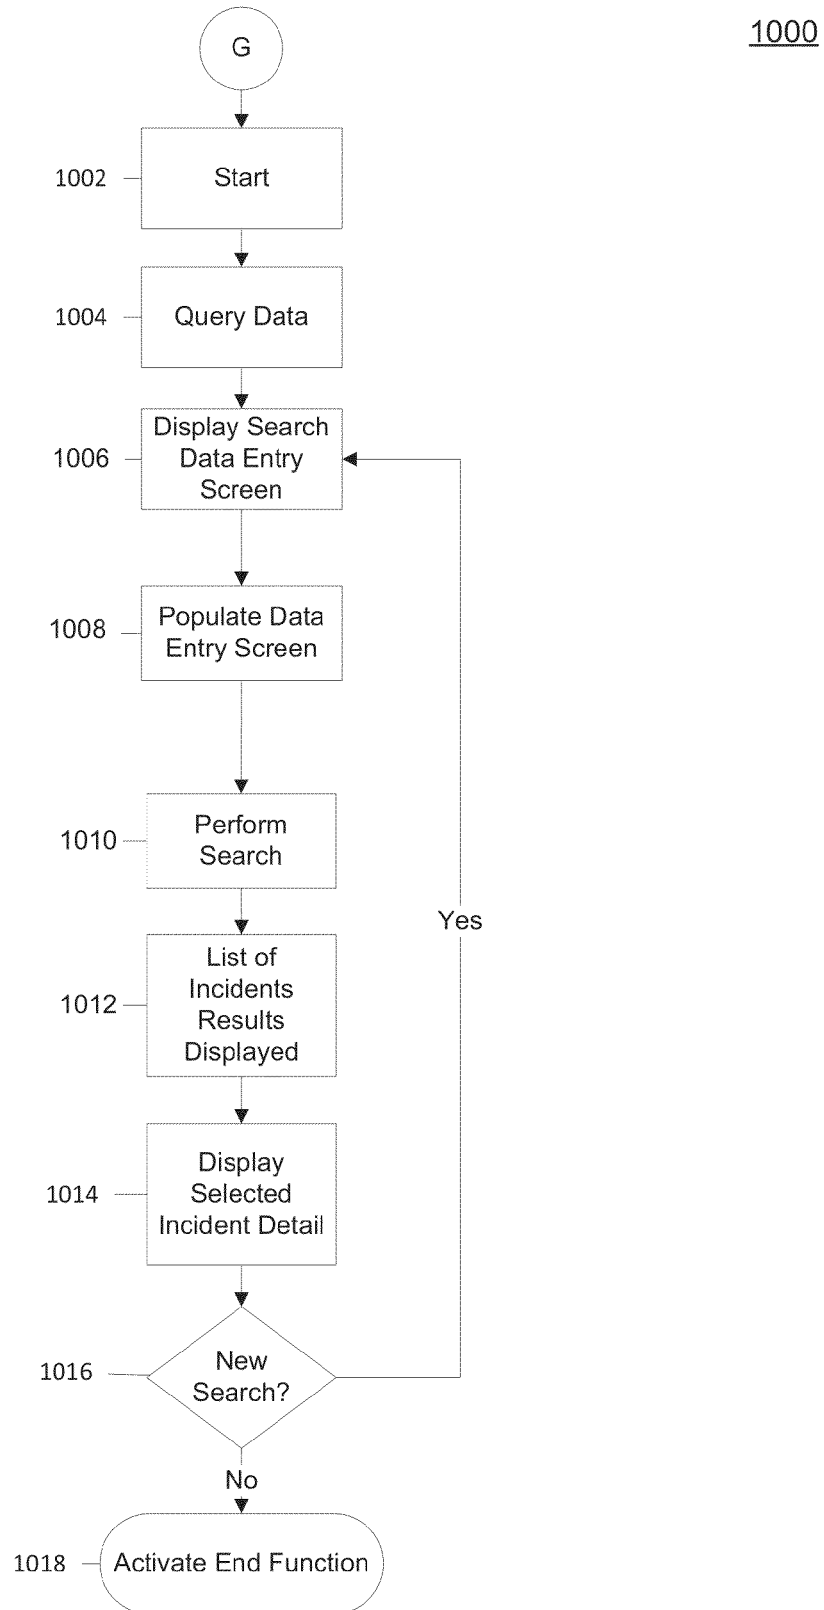 G
1000
1002
Start
1004
Query Data
1006
Display Search
Data Entry
Screen
1008
Populate Data
Entry Screen
1010
Perform
Search
Yes
1012
List of
Incidents
Results
Displayed
1014
Display
Selected
Incident Detail
1016
New
Search?
No
1018
Activate End Function